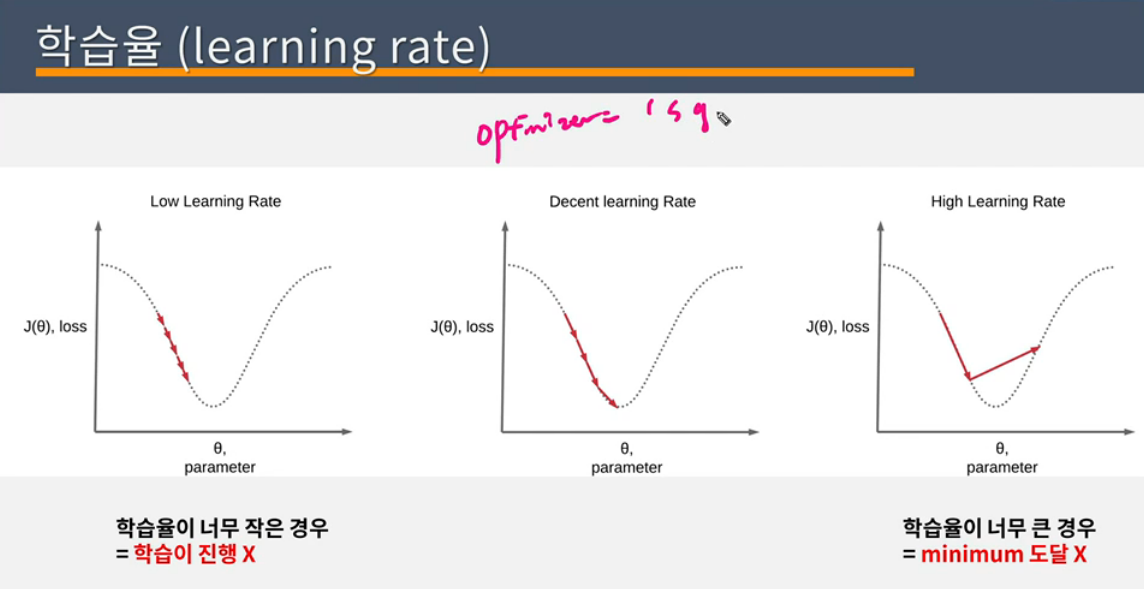 학습율 (learning rate)
optimizer= 'sg
Low Learning Rate
Decent learning Rate
High Learning Rate
J(θ), loss
J(θ), loss
J(θ), loss
θ,
parameter
θ,
parameter
θ,
parameter
학습율이 너무 작은 경우
= 학습이 진행 X
학습율이 너무 큰 경우
= minimum 도달 X